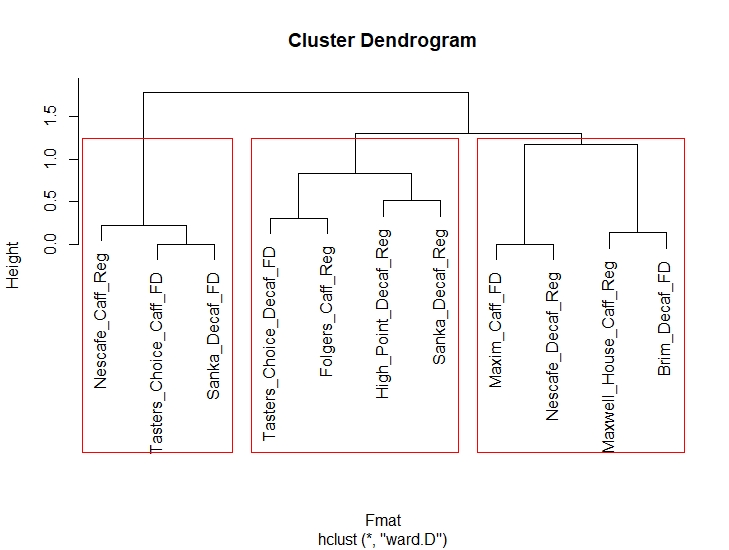 Cluster Dendrogram
Height
1.5
1.0
0.5
0.0
Nescafe_Caff_Reg
Tasters_Choice_Caff_FD
Sanka_Decaf_FD
Tasters_Choice_Decaf_FD
Folgers_Caff_Reg
High_Point_Decaf_Reg
Sanka_Decaf_Reg
Maxim_Caff_FD
Nescafe_Decaf_Reg
Maxwell_House_Caff_Reg
Brim_Decaf_FD
Fmat
hclust (*, "ward.D")